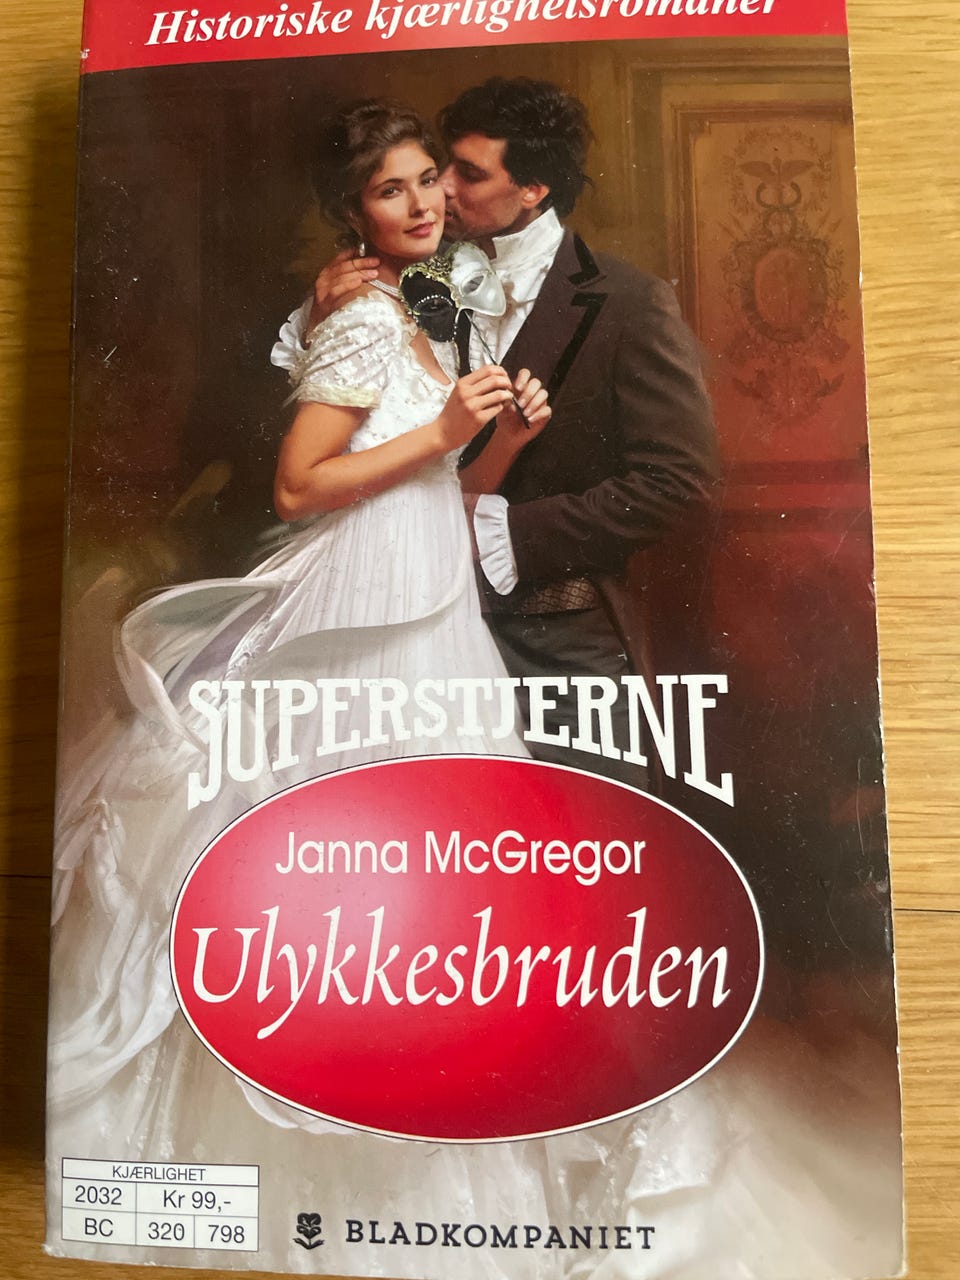 Historiske kjærlighetsromaner
SUPERSTJERNE
Janna McGregor
Ulykkesbruden
KJÆRLIGHET
2032 Kr 99,-
BC 320 798
BLADKOMPANIET